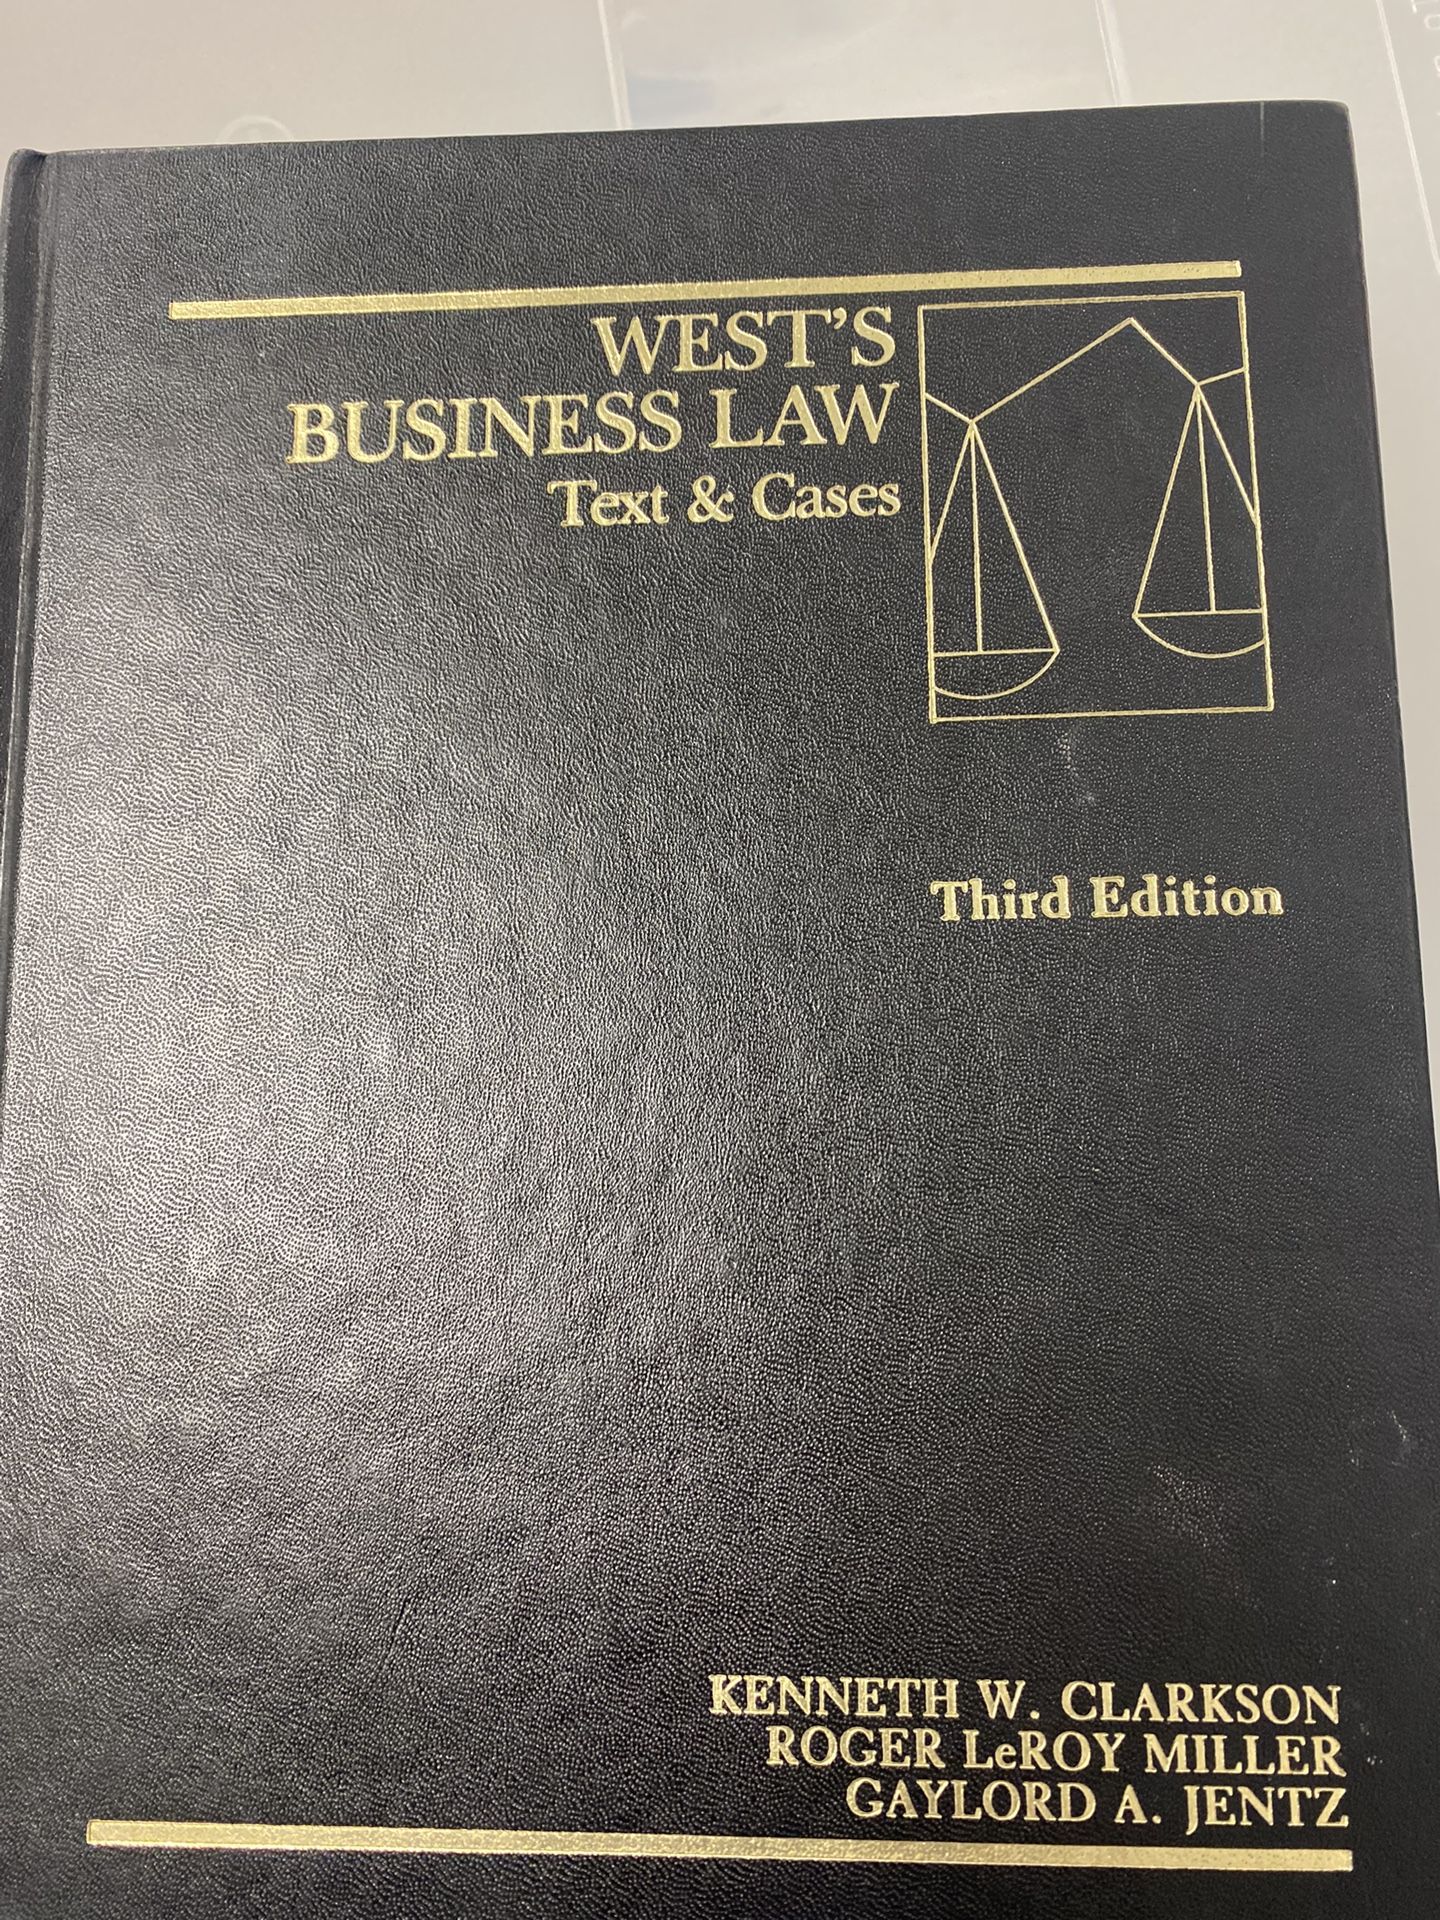 WEST'S
BUSINESS LAW
Text & Cases
Third Edition
KENNETH W. CLARKSON
ROGER LeROY MILLER
GAYLORD A. JENTZ